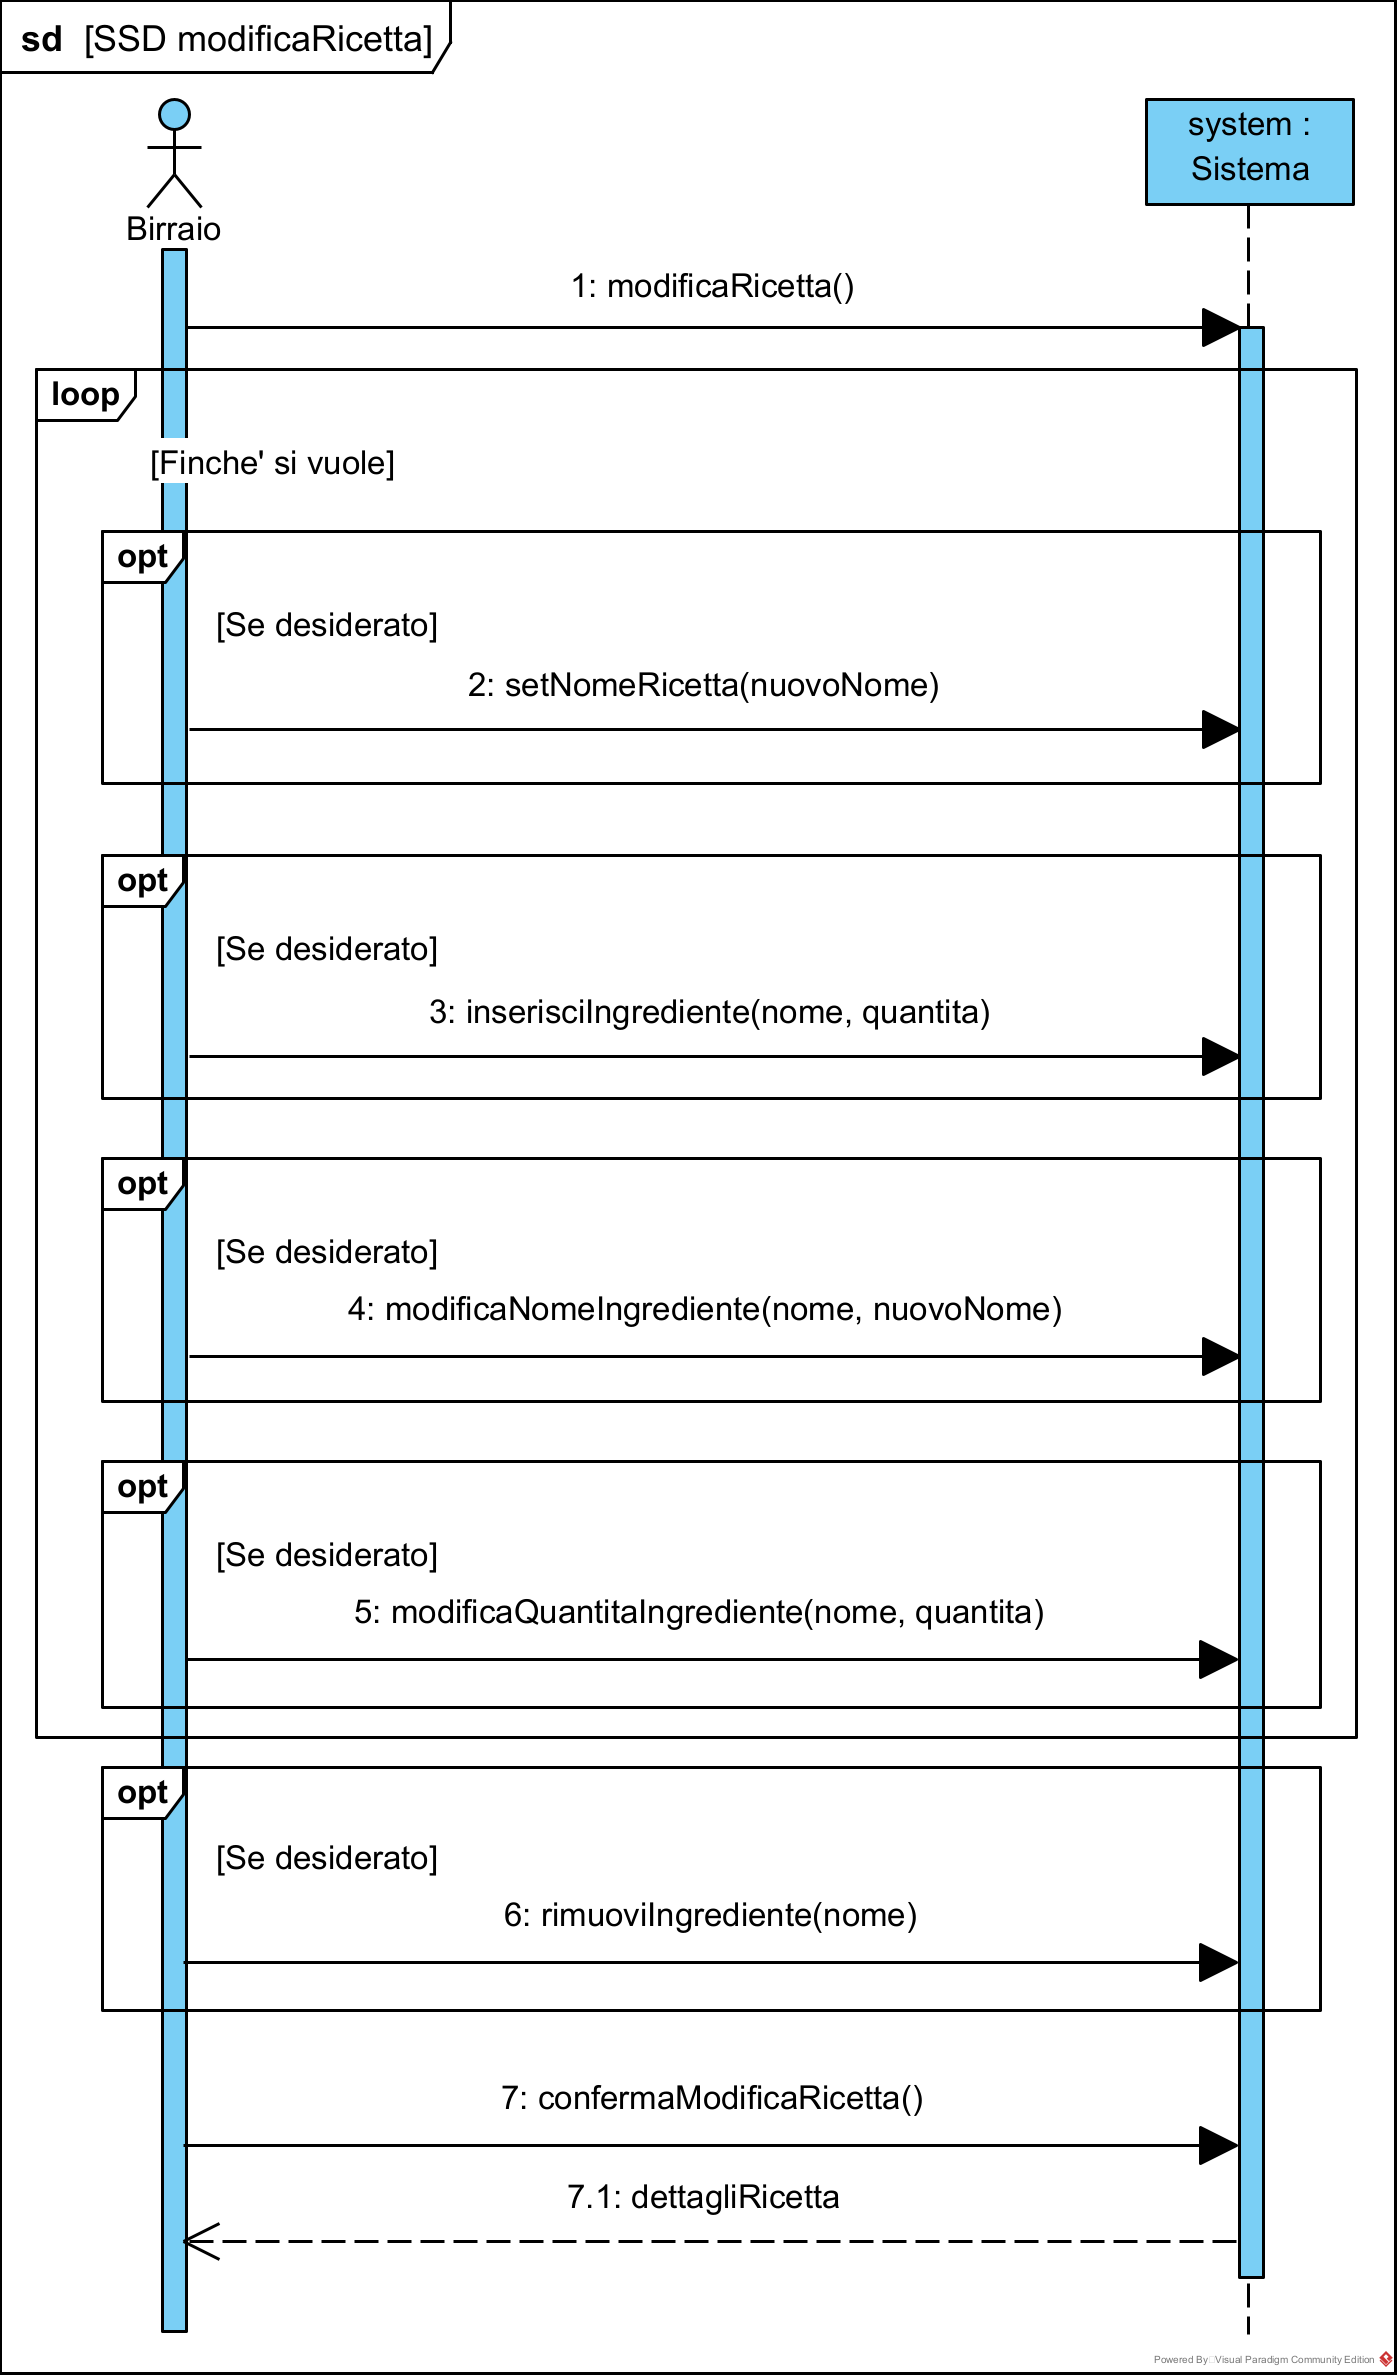 sd [SSD modificaRicetta]
Birraio
system :
Sistema
1: modificaRicetta()
loop
[Finche' si vuole]
opt
[Se desiderato]
2: setNomeRicetta(nuovoNome)
opt
[Se desiderato]
3: inserisciIngrediente(nome, quantita)
opt
[Se desiderato]
4: modificaNomeIngrediente(nome, nuovoNome)
opt
[Se desiderato]
5: modificaQuantitaIngrediente(nome, quantita)
opt
[Se desiderato]
6: rimuoviIngrediente(nome)
7: confermaModificaRicetta()
7.1: dettagliRicetta
Powered By Visual Paradigm Community Edition